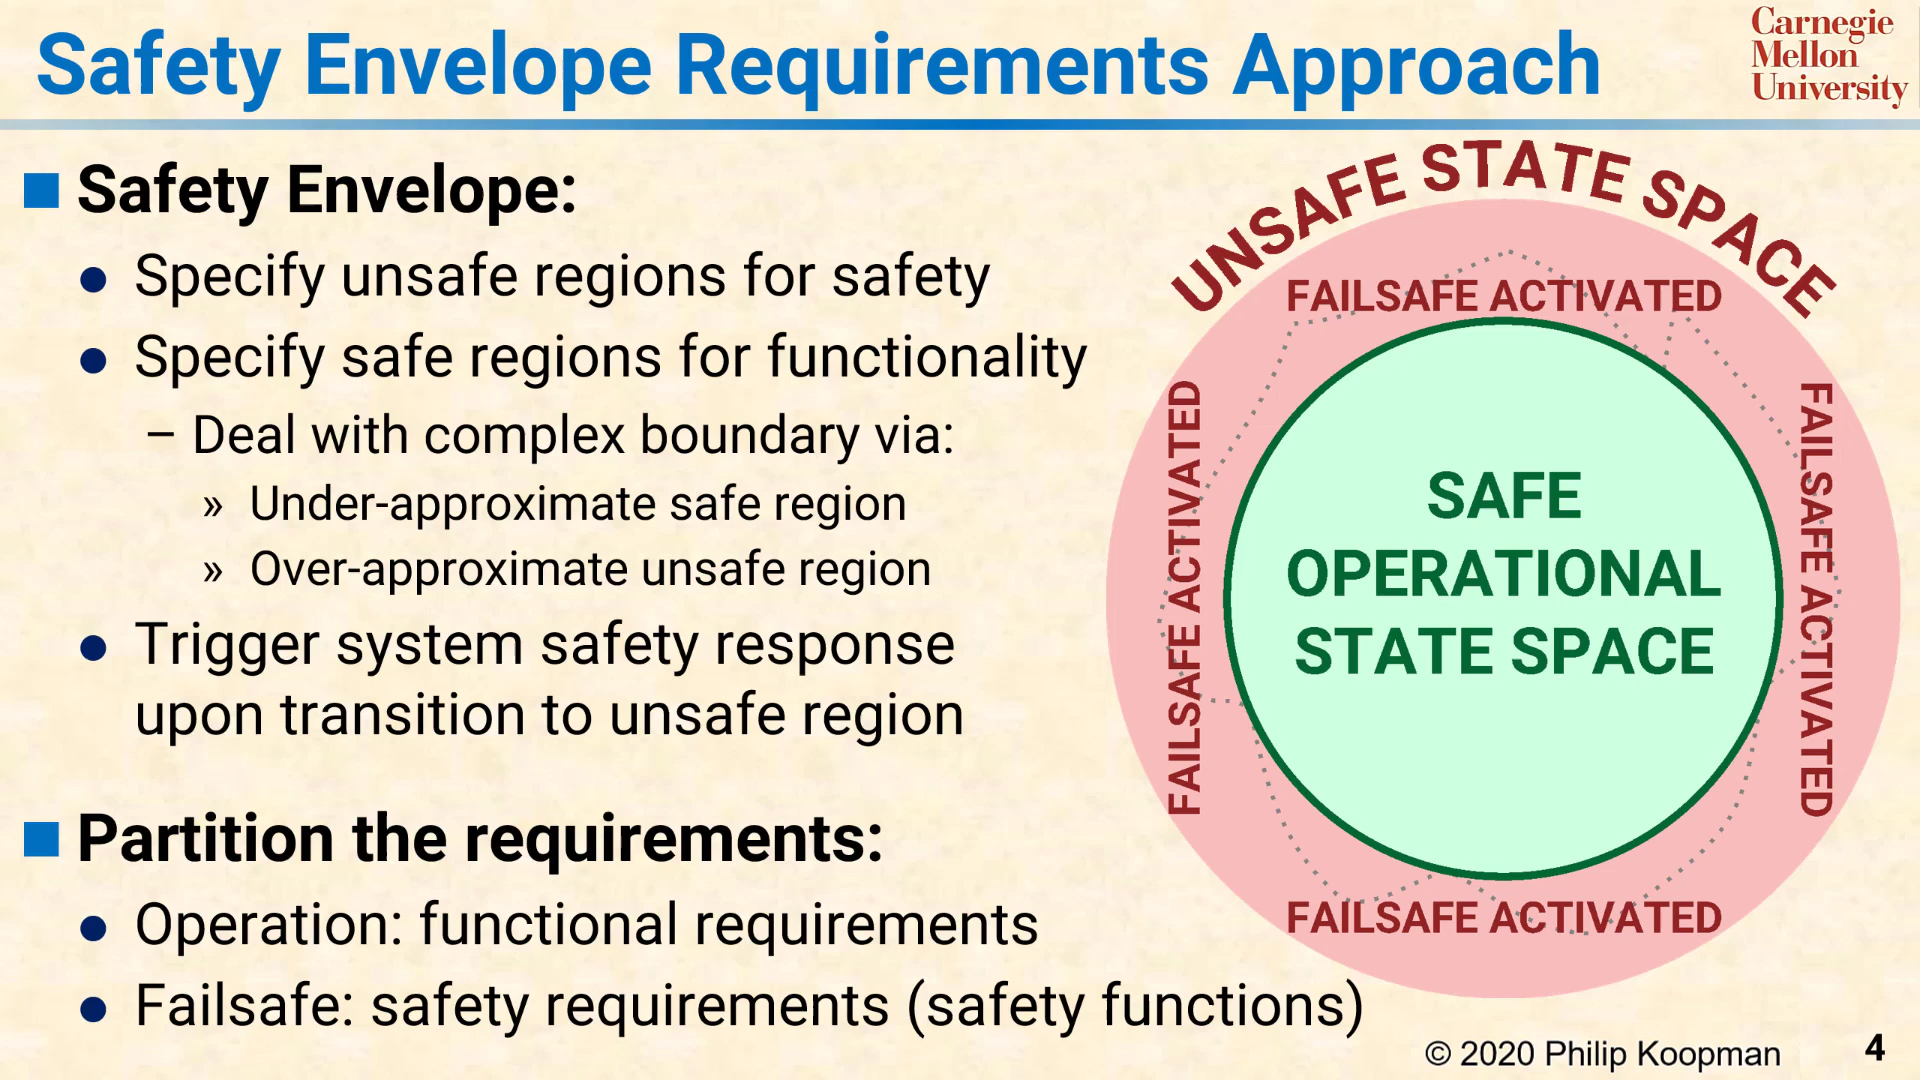 Safety Envelope Requirements Approach
Carnegie
Mellon
University
■ Safety Envelope:
● Specify unsafe regions for safety
● Specify safe regions for functionality
– Deal with complex boundary via:
» Under-approximate safe region
» Over-approximate unsafe region
● Trigger system safety response
upon transition to unsafe region
■ Partition the requirements:
● Operation: functional requirements
● Failsafe: safety requirements (safety functions)
UNSAFE STATE SPACE
FAILSAFE ACTIVATED
FAILSAFE ACTIVATED
SAFE
OPERATIONAL
STATE SPACE
FAILSAFE ACTIVATED
FAILSAFE ACTIVATED
© 2020 Philip Koopman
4